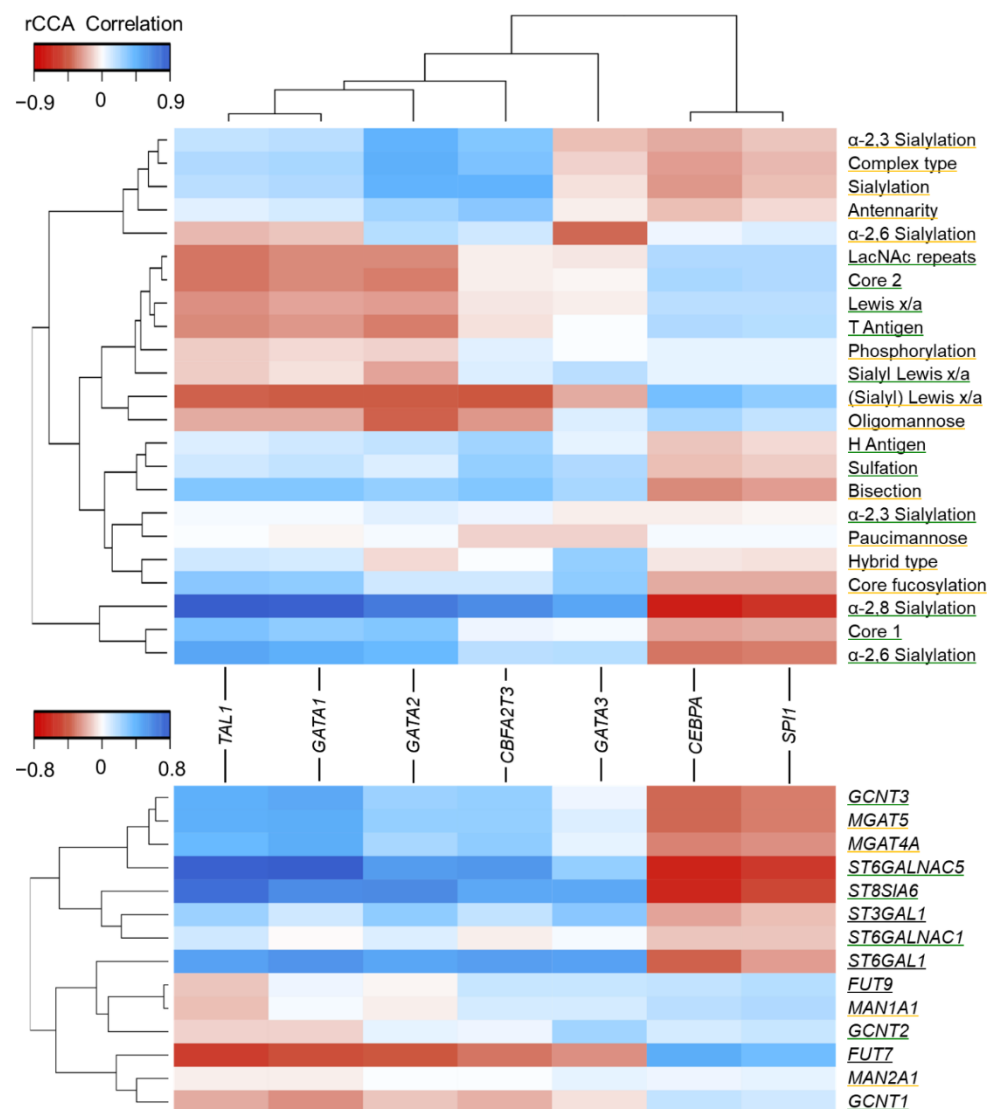 rCCA Correlation
−0.9 0 0.9
α-2,3 Sialylation
Complex type
Sialylation
Antennarity
α-2,6 Sialylation
LacNAc repeats
Core 2
Lewis x/a
T Antigen
Phosphorylation
Sialyl Lewis x/a
(Sialyl) Lewis x/a
Oligomannose
H Antigen
Sulfation
Bisection
α-2,3 Sialylation
Paucimannose
Hybrid type
Core fucosylation
α-2,8 Sialylation
Core 1
α-2,6 Sialylation
TAL1
GATA1
GATA2
CBFA2T3
GATA3
CEBPA
SPI1
−0.8 0 0.8
GCNT3
MGAT5
MGAT4A
ST6GALNAC5
ST8SIA6
ST3GAL1
ST6GALNAC1
ST6GAL1
FUT9
MAN1A1
GCNT2
FUT7
MAN2A1
GCNT1